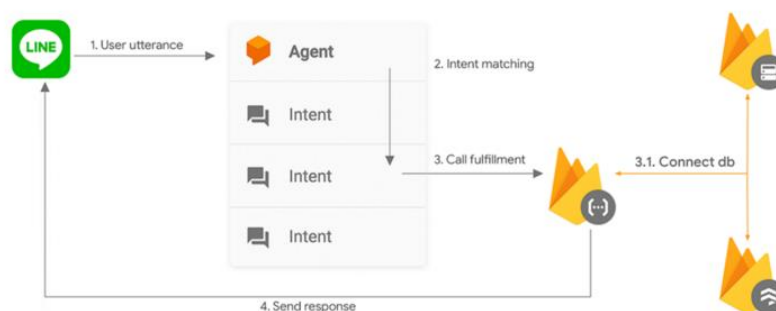 LINE
1. User utterance
Agent
2. Intent matching
Intent
3. Call fulfillment
Intent
3.1. Connect db
Intent
4. Send response